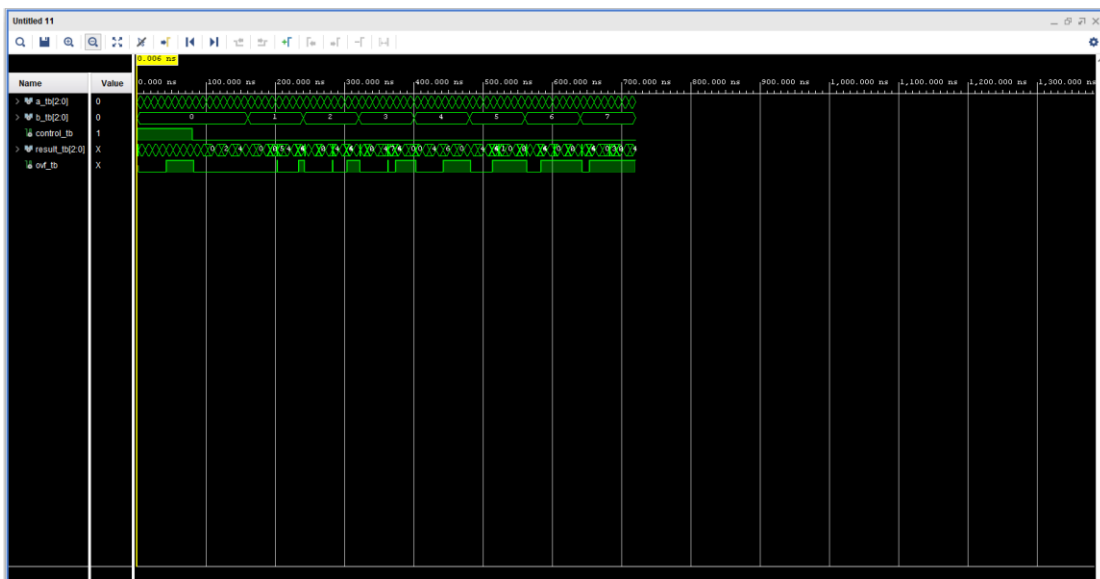 Untitled 11
0.006 ns
Name Value
0.000 ns 100.000 ns 200.000 ns 300.000 ns 400.000 ns 500.000 ns 600.000 ns 700.000 ns 800.000 ns 900.000 ns 1,000.000 ns 1,100.000 ns 1,200.000 ns 1,300.000 ns
a_tb[2:0] 0
b_tb[2:0] 0 0 1 2 3 4 5 6 7
control_tb 1
result_tb[2:0] X
ovf_tb X